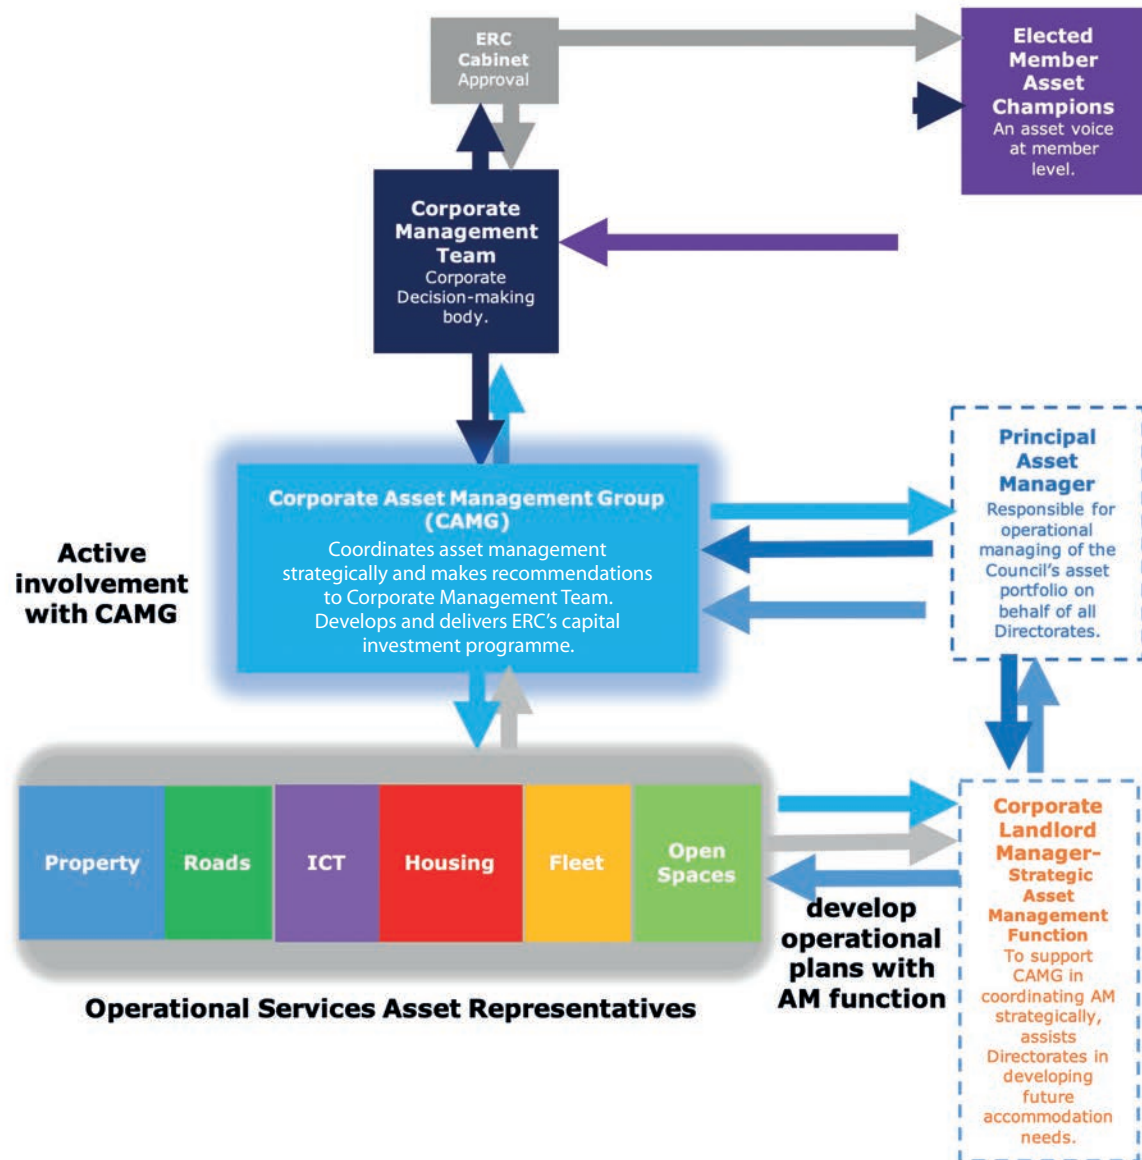 ERC
Cabinet
Approval
Elected
Member
Asset
Champions
An asset voice
at member
level.
Corporate
Management
Team
Corporate
Decision-making
body.
Active
involvement
with CAMG
Corporate Asset Management Group
(CAMG)
Coordinates asset management
strategically and makes recommendations
to Corporate Management Team.
Develops and delivers ERC’s capital
investment programme.
Principal
Asset
Manager
Responsible for
operational
managing of the
Council’s asset
portfolio on
behalf of all
Directorates.
Property
Roads
ICT
Housing
Fleet
Open
Spaces
Operational Services Asset Representatives
develop
operational
plans with
AM function
Corporate
Landlord
Manager-
Strategic
Asset
Management
Function
To support
CAMG in
coordinating AM
strategically,
assists
Directorates in
developing
future
accommodation
needs.